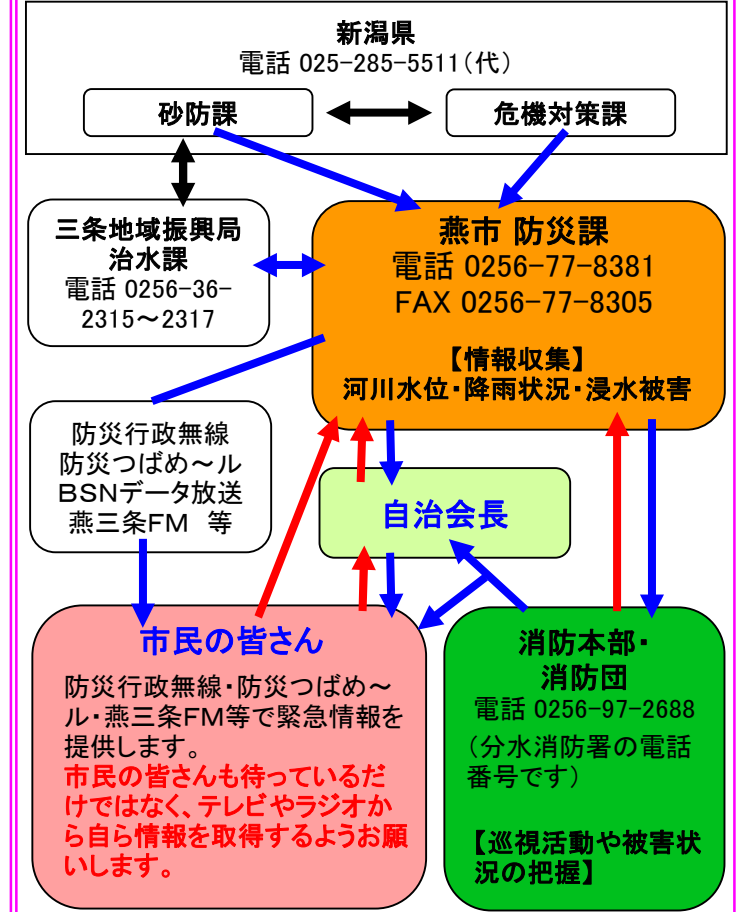 新潟県
電話 025-285-5511(代)
砂防課
危機対策課
三条地域振興局
治水課
電話 0256-36-
2315~2317
燕市 防災課
電話 0256-77-8381
FAX 0256-77-8305
【情報収集】
河川水位・降雨状況・浸水被害
防災行政無線
防災つばめ~ル
BSNデータ放送
燕三条FM 等
自治会長
市民の皆さん
防災行政無線・防災つばめ~
ル・燕三条FM等で緊急情報を
提供します。
市民の皆さんも待っているだ
けではなく、テレビやラジオか
ら自ら情報を取得するようお願
いします。
消防本部・
消防団
電話 0256-97-2688
(分水消防署の電話
番号です)
【巡視活動や被害状
況の把握】